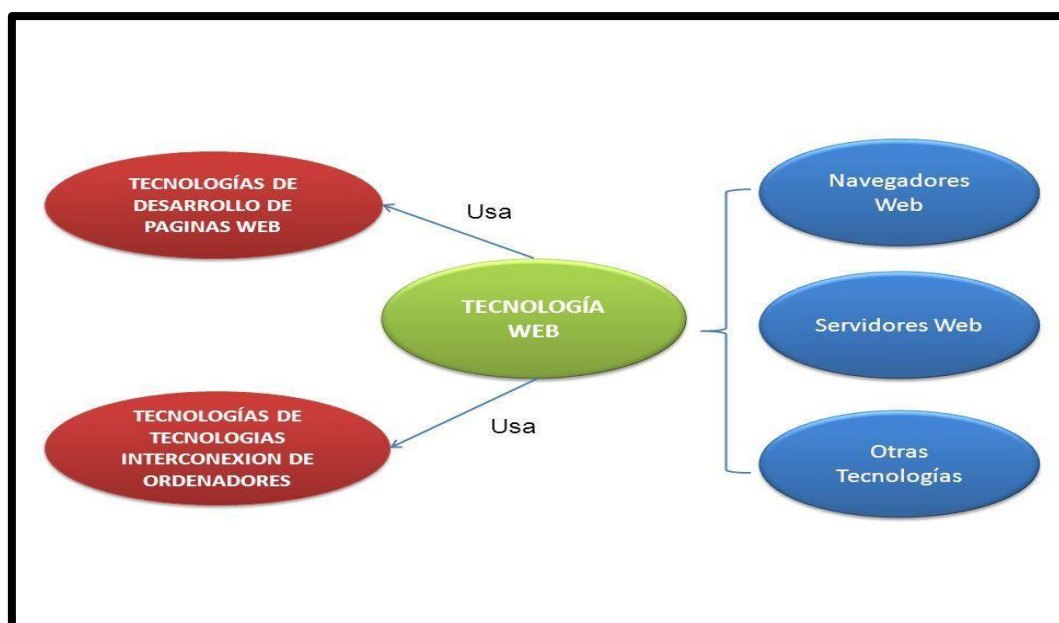 TECNOLOGÍAS DE
DESARROLLO DE
PAGINAS WEB
Usa
TECNOLOGÍA
WEB
Usa
TECNOLOGÍAS DE
TECNOLOGIAS
INTERCONEXION DE
ORDENADORES
Navegadores
Web
Servidores Web
Otras
Tecnologías